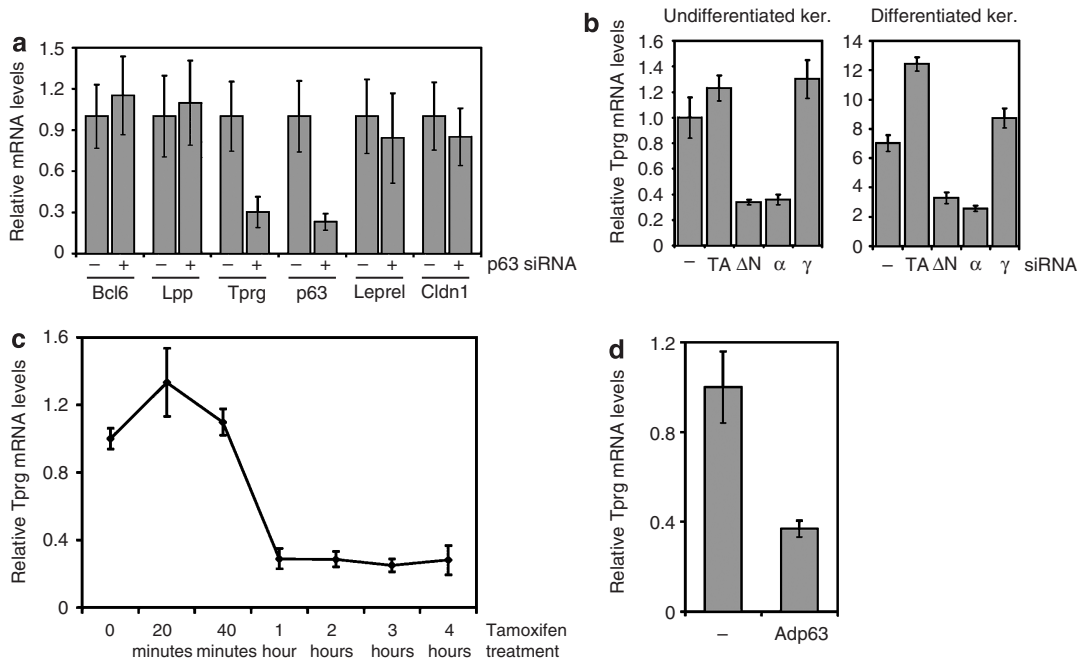 a
Relative mRNA levels
1.5
1.2
0.9
0.6
0.3
0
– + – + – + – + – + – + p63 siRNA
Bcl6 Lpp Tprg p63 Leprel Cldn1
b
Undifferentiated ker.
Relative Tprg mRNA levels
1.6
1.4
1.2
1.0
0.8
0.6
0.4
0.2
0
– TA ΔN α γ
Differentiated ker.
14
12
10
8
6
4
2
0
– TA ΔN α γ siRNA
c
Relative Tprg mRNA levels
1.6
1.2
0.8
0.4
0
0 20 40 1 2 3 4 Tamoxifen
minutes minutes hour hours hours hours treatment
d
Relative Tprg mRNA levels
1.2
0.8
0.4
0
– Adp63